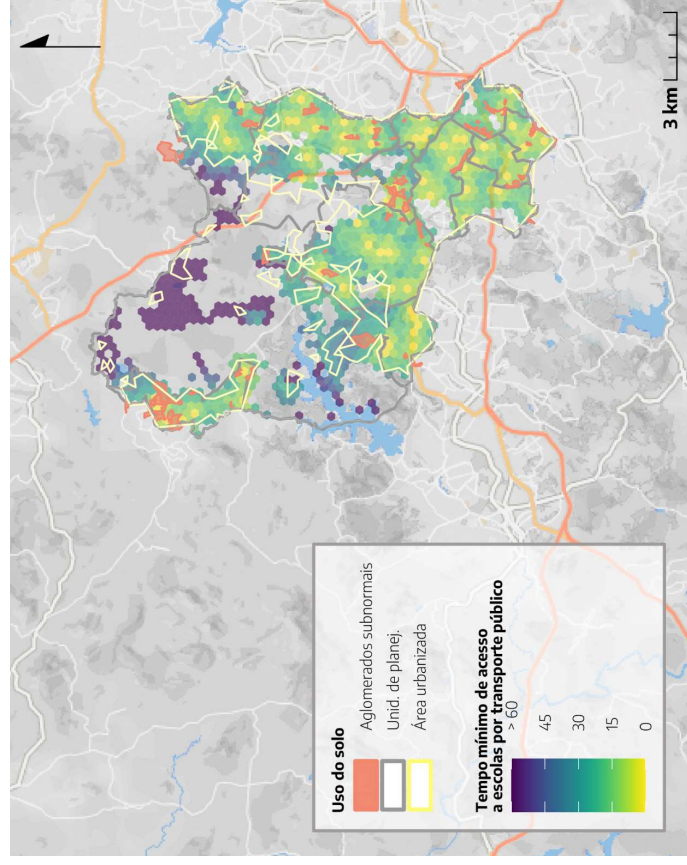 Uso do solo
Aglomerados subnormais
Unid. de planej.
Área urbanizada
Tempo mínimo de acesso
a escolas por transporte público
> 60
45
30
15
0
3 km